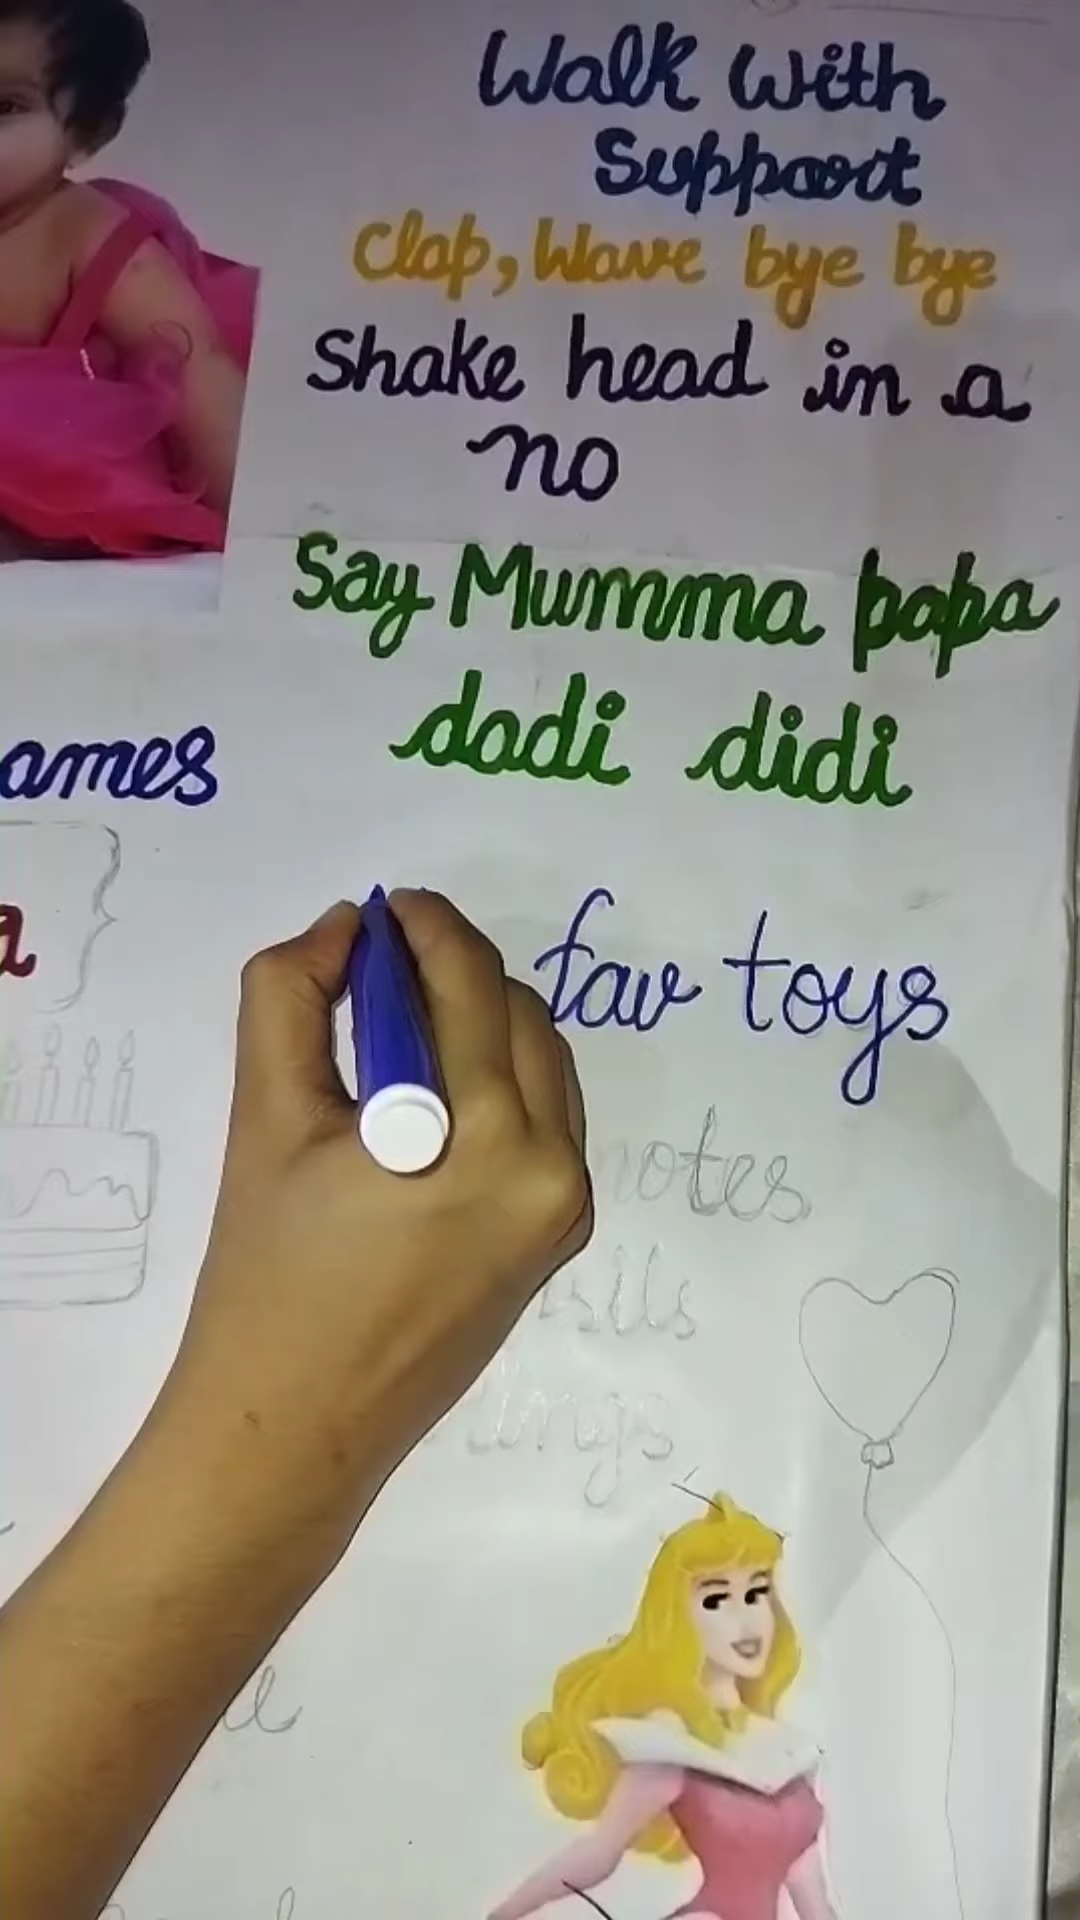 Walk With
Support
Clap, Wave bye bye
Shake head in a
no
Say Mumma papa
dadi didi
ames
a
fav toys
notes